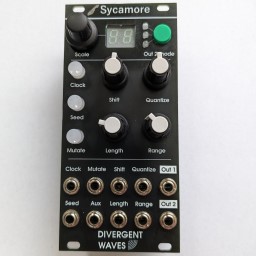 Sycamore
Scale
Out 2 mode
Clock
Shift
Quantize
Seed
Mutate
Length
Range
Clock Mutate Shift Quantize Out 1
Seed Aux Length Range Out 2
DIVERGENT
WAVES